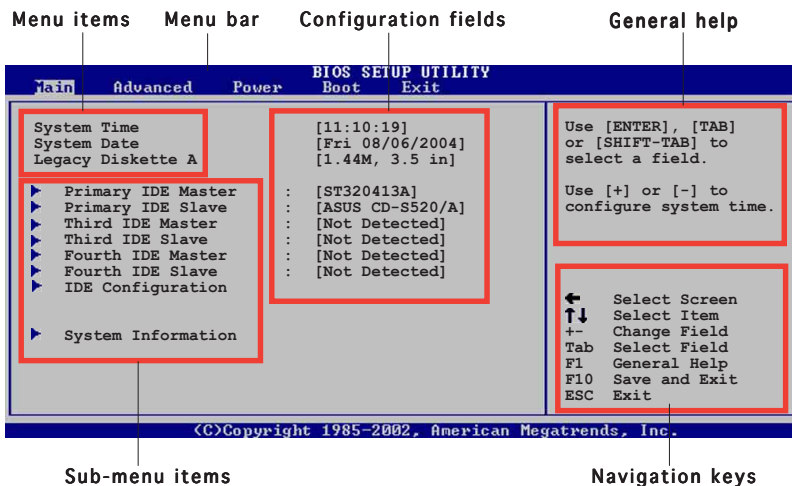 Menu items Menu bar Configuration fields General help
BIOS SETUP UTILITY
Main Advanced Power Boot Exit
System Time [11:10:19]
System Date [Fri 08/06/2004]
Legacy Diskette A [1.44M, 3.5 in]
Primary IDE Master : [ST320413A]
Primary IDE Slave : [ASUS CD-S520/A]
Third IDE Master : [Not Detected]
Third IDE Slave : [Not Detected]
Fourth IDE Master : [Not Detected]
Fourth IDE Slave : [Not Detected]
IDE Configuration
System Information
Use [ENTER], [TAB]
or [SHIFT-TAB] to
select a field.
Use [+] or [-] to
configure system time.
Select Screen
Select Item
+- Change Field
Tab Select Field
F1 General Help
F10 Save and Exit
ESC Exit
(C)Copyright 1985-2002, American Megatrends, Inc.
Sub-menu items Navigation keys